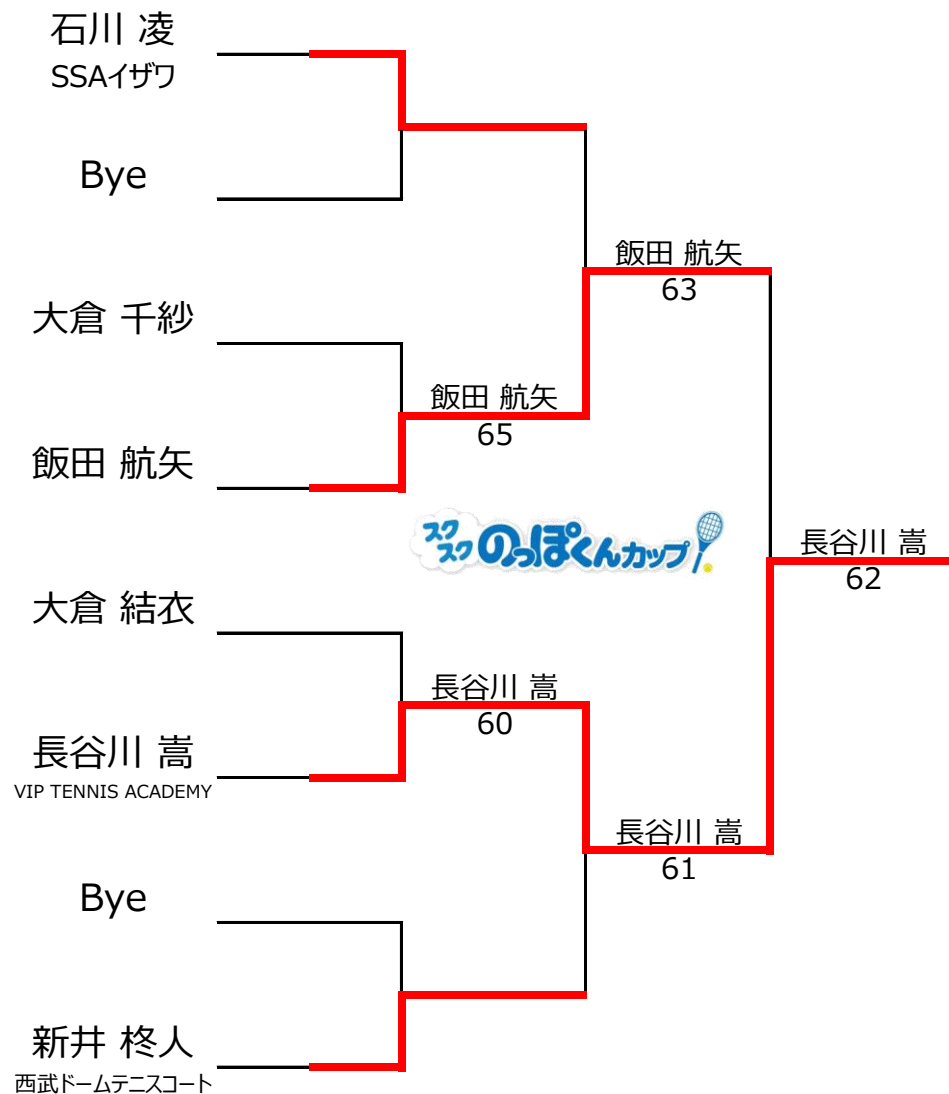 石川 凌
SSAイザワ
Bye
大倉 千紗
飯田 航矢
大倉 結衣
長谷川 嵩
VIP TENNIS ACADEMY
Bye
新井 柊人
西武ドームテニスコート
飯田 航矢
65
長谷川 嵩
60
飯田 航矢
63
長谷川 嵩
61
スクスクのっぽくんカップ
長谷川 嵩
62